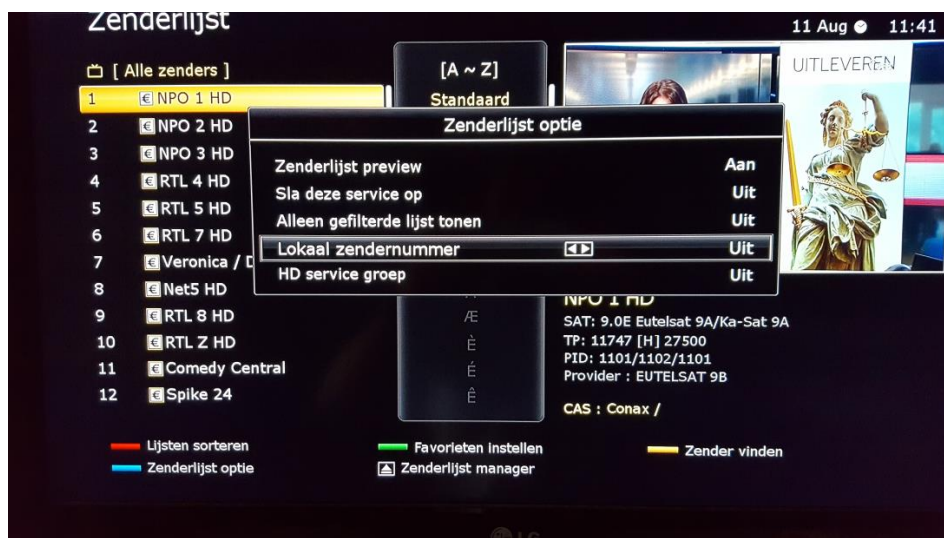 Zenderlijst
11 Aug 11:41
[ Alle zenders ]
[A ~ Z]
Standaard
UITLEVEREN
1 € NPO 1 HD
2 € NPO 2 HD
3 € NPO 3 HD
4 € RTL 4 HD
5 € RTL 5 HD
6 € RTL 7 HD
7 € Veronica / D
8 € Net5 HD
9 € RTL 8 HD
10 € RTL Z HD
11 € Comedy Central
12 € Spike 24
Zenderlijst optie
Zenderlijst preview Aan
Sla deze service op Uit
Alleen gefilterde lijst tonen Uit
Lokaal zendernummer Uit
HD service groep Uit
Æ
È
É
Ê
NPO 1 HD
SAT: 9.0E Eutelsat 9A/Ka-Sat 9A
TP: 11747 [H] 27500
PID: 1101/1102/1101
Provider : EUTELSAT 9B
CAS : Conax /
Lijsten sorteren
Favorieten instellen
Zender vinden
Zenderlijst optie
Zenderlijst manager
LG